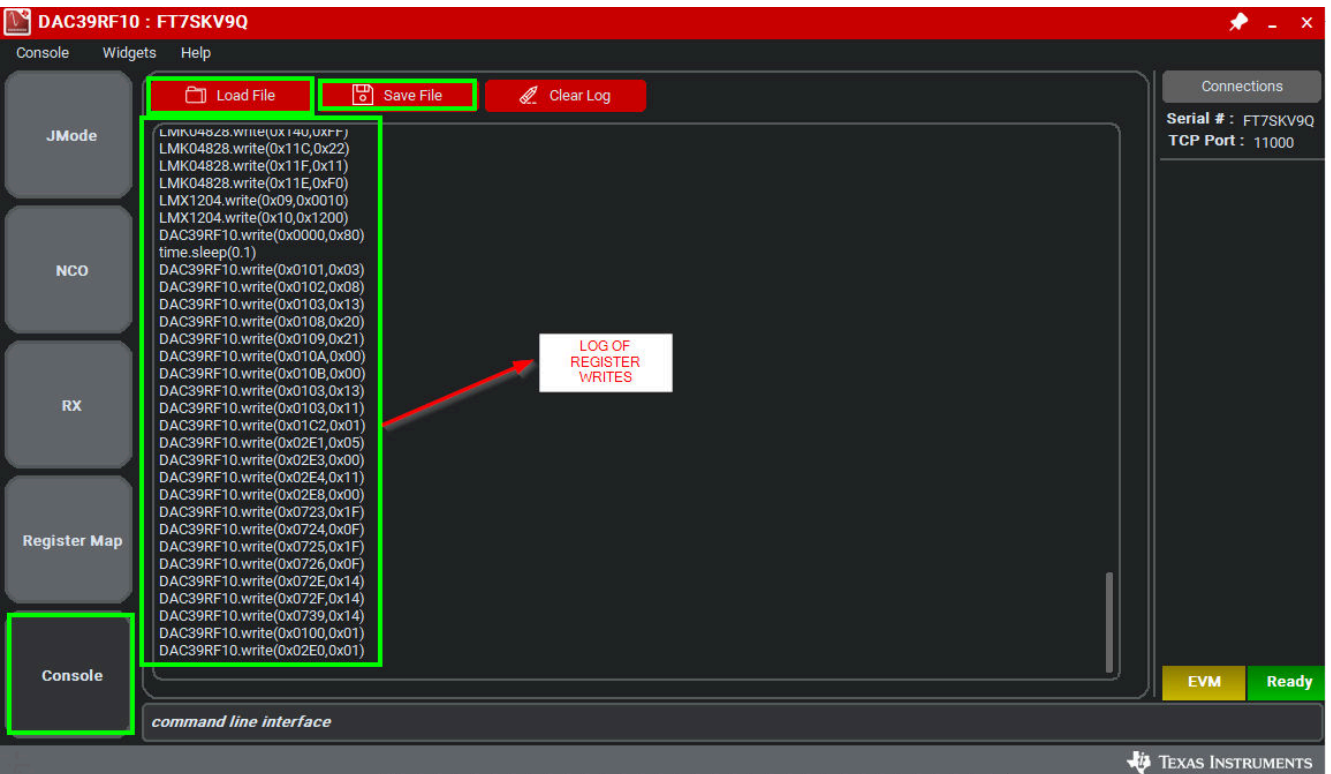 DAC39RF10 : FT7SKV9Q
Console Widgets Help
Load File Save File Clear Log
Connections
Serial # : FT7SKV9Q
TCP Port : 11000
JMode
NCO
RX
Register Map
Console
LMK04828.write(0x140,0xFF)
LMK04828.write(0x11C,0x22)
LMK04828.write(0x11F,0x11)
LMK04828.write(0x11E,0xF0)
LMX1204.write(0x09,0x0010)
LMX1204.write(0x10,0x1200)
DAC39RF10.write(0x0000,0x80)
time.sleep(0.1)
DAC39RF10.write(0x0101,0x03)
DAC39RF10.write(0x0102,0x08)
DAC39RF10.write(0x0103,0x13)
DAC39RF10.write(0x0108,0x20)
DAC39RF10.write(0x0109,0x21)
DAC39RF10.write(0x010A,0x00)
DAC39RF10.write(0x010B,0x00)
DAC39RF10.write(0x0103,0x13)
DAC39RF10.write(0x0103,0x11)
DAC39RF10.write(0x01C2,0x01)
DAC39RF10.write(0x02E1,0x05)
DAC39RF10.write(0x02E3,0x00)
DAC39RF10.write(0x02E4,0x11)
DAC39RF10.write(0x02E8,0x00)
DAC39RF10.write(0x0723,0x1F)
DAC39RF10.write(0x0724,0x0F)
DAC39RF10.write(0x0725,0x1F)
DAC39RF10.write(0x0726,0x0F)
DAC39RF10.write(0x072E,0x14)
DAC39RF10.write(0x072F,0x14)
DAC39RF10.write(0x0739,0x14)
DAC39RF10.write(0x0100,0x01)
DAC39RF10.write(0x02E0,0x01)
LOG OF
REGISTER
WRITES
EVM Ready
command line interface
TEXAS INSTRUMENTS